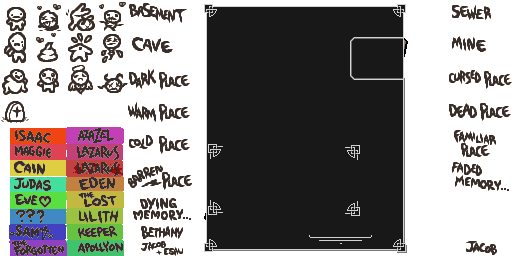 BASEMENT
CAVE
DARK PLACE
WARM PLACE
COLD PLACE
BARREN PLACE
DYING
MEMORY...
BETHANY
JACOB
+ ESAU
ISAAC
MAGGIE
CAIN
JUDAS
EVE
???
SAMSON
THE FORGOTTEN
AZAZEL
LAZARUS
LAZARUS
EDEN
THE LOST
LILITH
KEEPER
APOLLYON
SEWER
MINE
CURSED PLACE
DEAD PLACE
FAMILIAR
PLACE
FADED
MEMORY...
JACOB